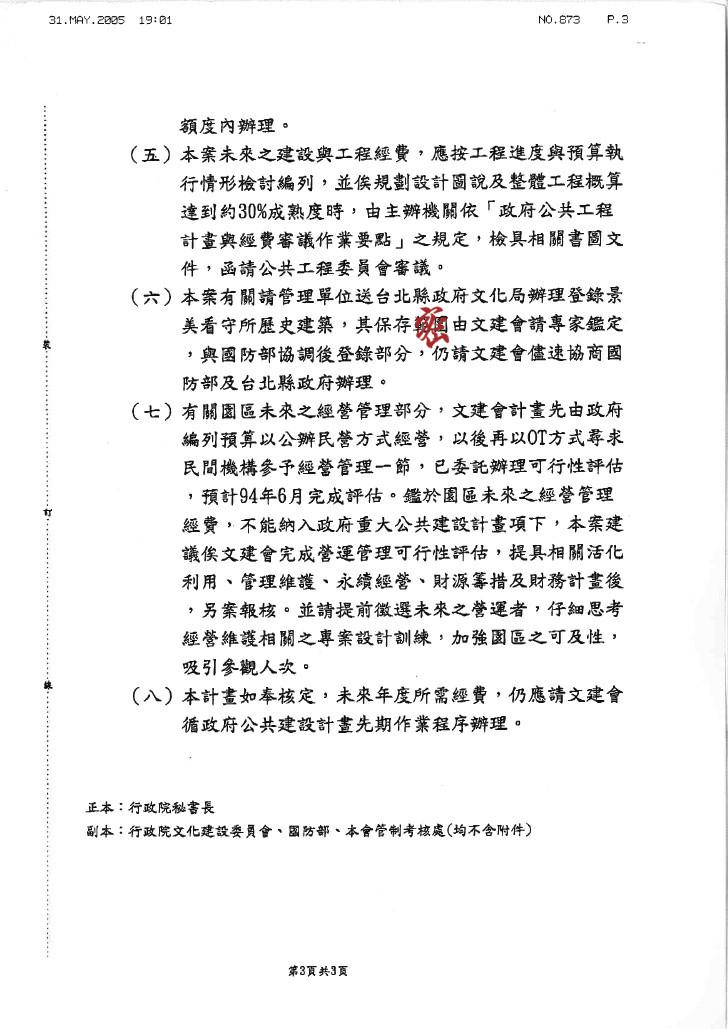 31.MAY.2005 19:01 NO.873 P.3
額度內辦理。
(五)本案未來之建設與工程經費，應按工程進度與預算執
行情形檢討編列，並俟規劃設計圖說及整體工程概算
達到約30%成熟度時，由主辦機關依「政府公共工程
計畫與經費審議作業要點」之規定，檢具相關書圖文
件，函請公共工程委員會審議。
(六)本案有關請管理單位送台北縣政府文化局辦理登錄景
美看守所歷史建築，其保存範圍由文建會請專家鑑定
，與國防部協調後登錄部分，仍請文建會儘速協商國
防部及台北縣政府辦理。
密
(七)有關園區未來之經營管理部分，文建會計畫先由政府
編列預算以公辦民營方式經營，以後再以OT方式尋求
民間機構參予經營管理一節，已委託辦理可行性評估
，預計94年6月完成評估。鑑於園區未來之經營管理
經費，不能納入政府重大公共建設計畫項下，本案建
議俟文建會完成營運管理可行性評估，提具相關活化
利用、管理維護、永續經營、財源籌措及財務計畫後
，另案報核。並請提前徵選未來之營運者，仔細思考
經營維護相關之專案設計訓練，加強園區之可及性，
吸引參觀人次。
(八)本計畫如奉核定，未來年度所需經費，仍應請文建會
循政府公共建設計畫先期作業程序辦理。
裝
訂
線
正本：行政院秘書長
副本：行政院文化建設委員會、國防部、本會管制考核處(均不含附件)
第3頁共3頁